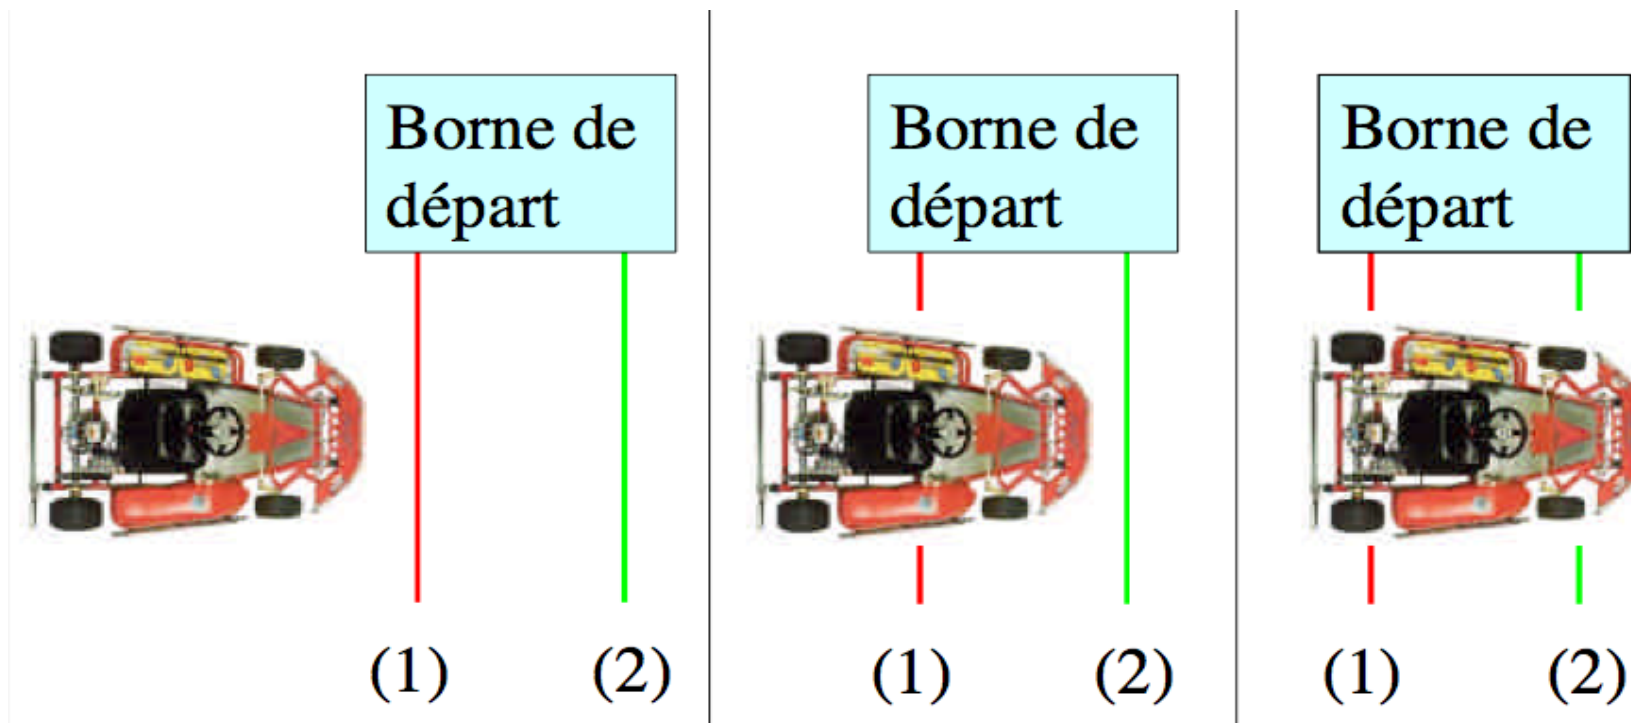 Borne de
départ
(1) (2)
Borne de
départ
(1) (2)
Borne de
départ
(1) (2)